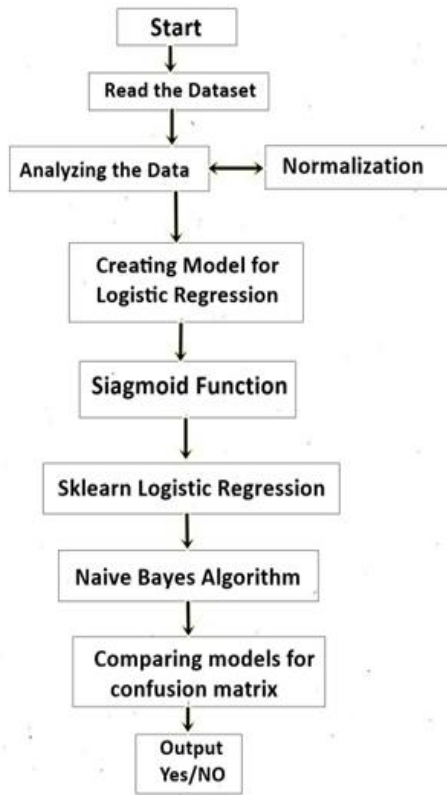 Start
Read the Dataset
Analyzing the Data
Normalization
Creating Model for
Logistic Regression
Siagmoid Function
Sklearn Logistic Regression
Naive Bayes Algorithm
Comparing models for
confusion matrix
Output
Yes/NO